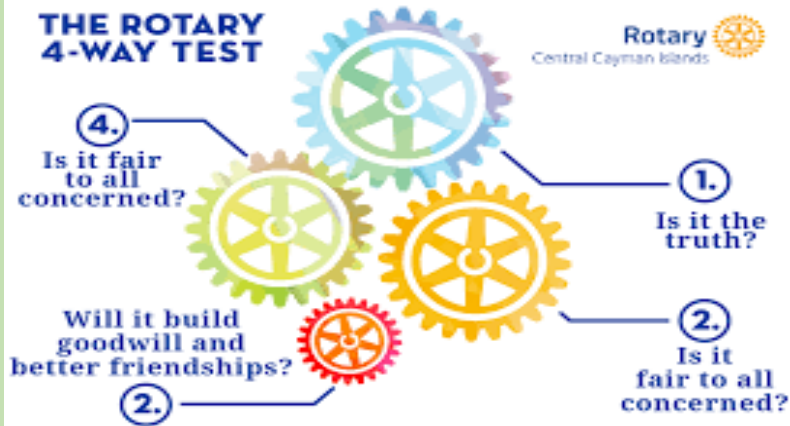 THE ROTARY
4-WAY TEST
Rotary
Central Cayman Islands
4.
Is it fair
to all
concerned?
1.
Is it the
truth?
Will it build
goodwill and
better friendships?
2.
2.
Is it
fair to all
concerned?